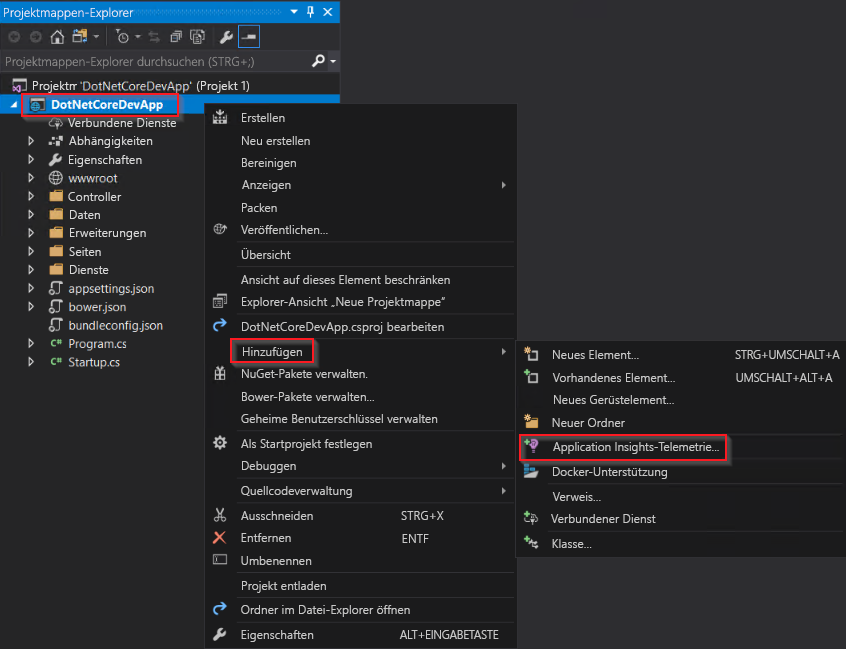 Projektmappen-Explorer
Projektmappen-Explorer durchsuchen (STRG+;)
Projektrr 'DotNetCoreDevApp' (Projekt 1)
DotNetCoreDevApp
Verbundene Dienste
Abhängigkeiten
Eigenschaften
wwwroot
Controller
Daten
Erweiterungen
Seiten
Dienste
appsettings.json
bower.json
bundleconfig.json
C# Program.cs
C# Startup.cs
Erstellen
Neu erstellen
Bereinigen
Anzeigen
Packen
Veröffentlichen...
Übersicht
Ansicht auf dieses Element beschränken
Explorer-Ansicht „Neue Projektmappe“
DotNetCoreDevApp.csproj bearbeiten
Hinzufügen
NuGet-Pakete verwalten.
Bower-Pakete verwalten...
Geheime Benutzerschlüssel verwalten
Als Startprojekt festlegen
Debuggen
Quellcodeverwaltung
Ausschneiden STRG+X
Entfernen ENTF
Umbenennen
Projekt entladen
Ordner im Datei-Explorer öffnen
Eigenschaften ALT+EINGABETASTE
Neues Element... STRG+UMSCHALT+A
Vorhandenes Element... UMSCHALT+ALT+A
Neues Gerüstelement...
Neuer Ordner
Application Insights-Telemetrie...
Docker-Unterstützung
Verweis...
Verbundener Dienst
Klasse...